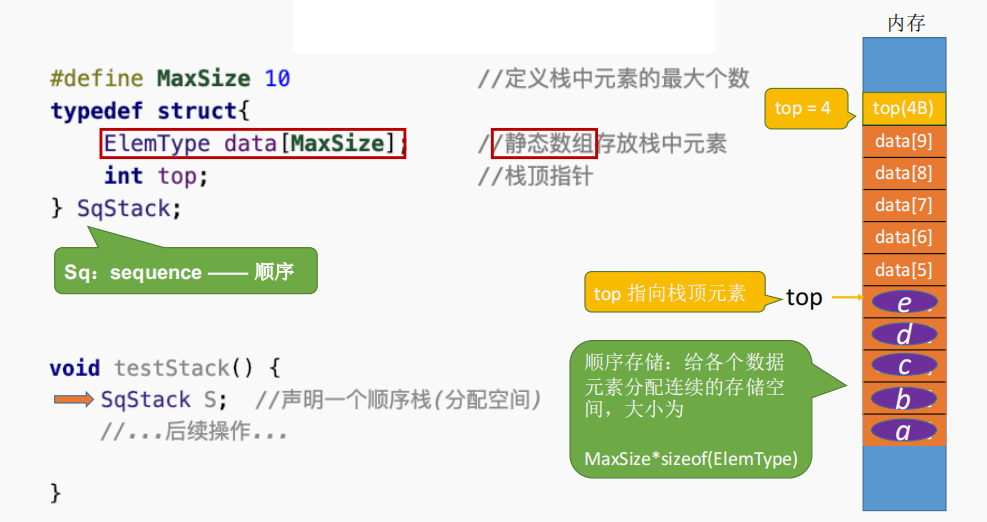 #define MaxSize 10 //定义栈中元素的最大个数
typedef struct{
ElemType data[MaxSize]; //静态数组存放栈中元素
int top; //栈顶指针
} SqStack;
Sq：sequence —— 顺序
void testStack() {
SqStack S; //声明一个顺序栈(分配空间)
//...后续操作...
}
内存
top = 4
top(4B)
data[9]
data[8]
data[7]
data[6]
data[5]
top 指向栈顶元素
top
e
d
c
b
a
顺序存储：给各个数据
元素分配连续的存储空
间，大小为
MaxSize*sizeof(ElemType)